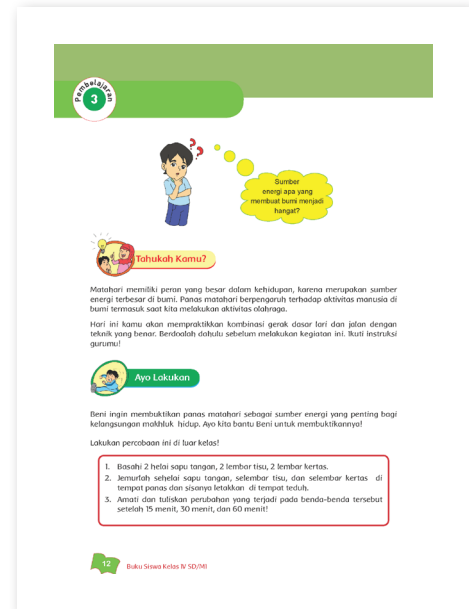 Pembelajaran
3
? ? ?
Sumber
energi apa yang
membuat bumi menjadi
hangat?
Tahukah Kamu?
Matahari memiliki peran yang besar dalam kehidupan, karena merupakan sumber
energi terbesar di bumi. Panas matahari berpengaruh terhadap aktivitas manusia di
bumi termasuk saat kita melakukan aktivitas olahraga.
Hari ini kamu akan mempraktikkan kombinasi gerak dasar lari dan jalan dengan
teknik yang benar. Berdoalah dahulu sebelum melakukan kegiatan ini. Ikuti instruksi
gurumu!
Ayo Lakukan
Beni ingin membuktikan panas matahari sebagai sumber energi yang penting bagi
kelangsungan makhluk hidup. Ayo kita bantu Beni untuk membuktikannya!
Lakukan percobaan ini di luar kelas!
1. Basahi 2 helai sapu tangan, 2 lembar tisu, 2 lembar kertas.
2. Jemurlah sehelai sapu tangan, selembar tisu, dan selembar kertas di
tempat panas dan sisanya letakkan di tempat teduh.
3. Amati dan tuliskan perubahan yang terjadi pada benda-benda tersebut
setelah 15 menit, 30 menit, dan 60 menit!
12
Buku Siswa Kelas IV SD/MI